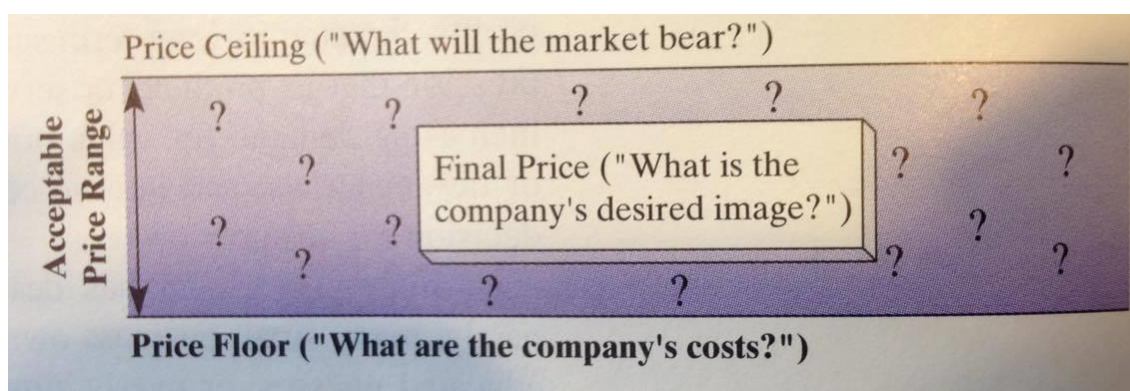 Price Ceiling ("What will the market bear?")
? ? ? ? ?
Acceptable
Price Range
? ? ?
Final Price ("What is the
company's desired image?")
? ? ?
? ? ?
? ?
Price Floor ("What are the company's costs?")